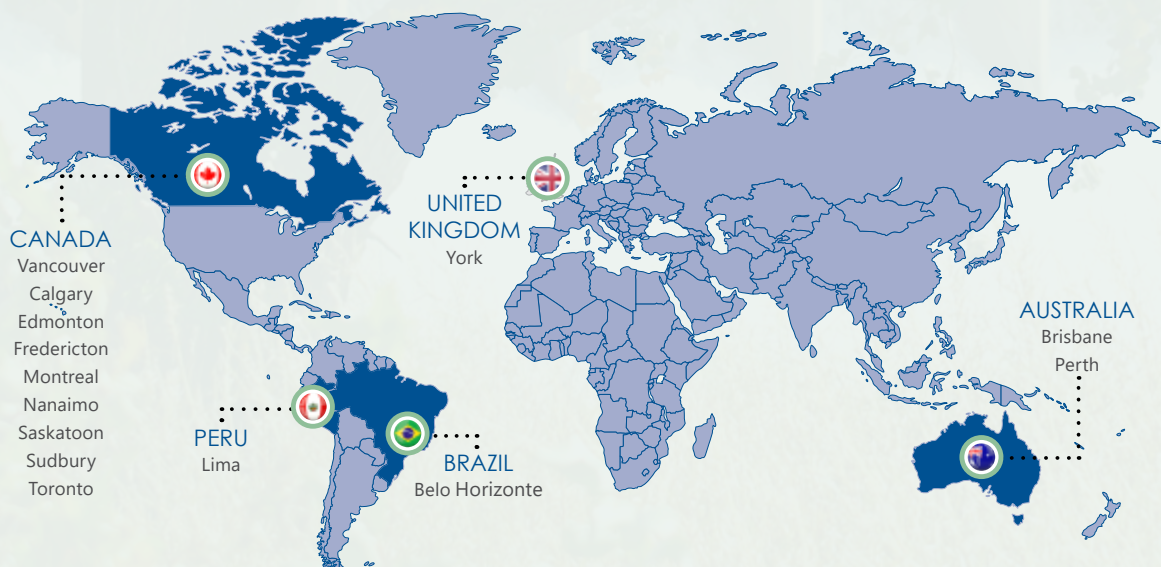 CANADA
Vancouver
Calgary
Edmonton
Fredericton
Montreal
Nanaimo
Saskatoon
Sudbury
Toronto
PERU
Lima
BRAZIL
Belo Horizonte
UNITED
KINGDOM
York
AUSTRALIA
Brisbane
Perth